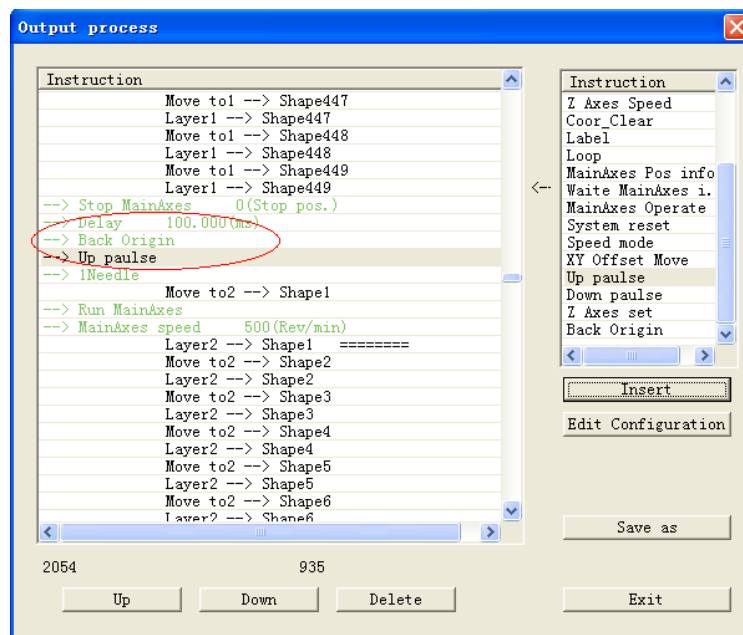 Output process
Instruction
Move to1 --> Shape447
Layer1 --> Shape447
Move to1 --> Shape448
Layer1 --> Shape448
Move to1 --> Shape449
Layer1 --> Shape449
--> Stop MainAxes 0(Stop pos.)
--> Delay 100.000(ms)
--> Back Origin
--> Up paulse
--> 1Needle
Move to2 --> Shape1
--> Run MainAxes
--> MainAxes speed 500(Rev/min)
Layer2 --> Shape1 ========
Move to2 --> Shape2
Layer2 --> Shape2
Move to2 --> Shape3
Layer2 --> Shape3
Move to2 --> Shape4
Layer2 --> Shape4
Move to2 --> Shape5
Layer2 --> Shape5
Move to2 --> Shape6
Layer2 --> Shape6
2054 935
Up Down Delete
<--
Instruction
Z Axes Speed
Coor_Clear
Label
Loop
MainAxes Pos info
Waite MainAxes i.
MainAxes Operate
System reset
Speed mode
XY Offset Move
Up paulse
Down paulse
Z Axes set
Back Origin
Insert
Edit Configuration
Save as
Exit